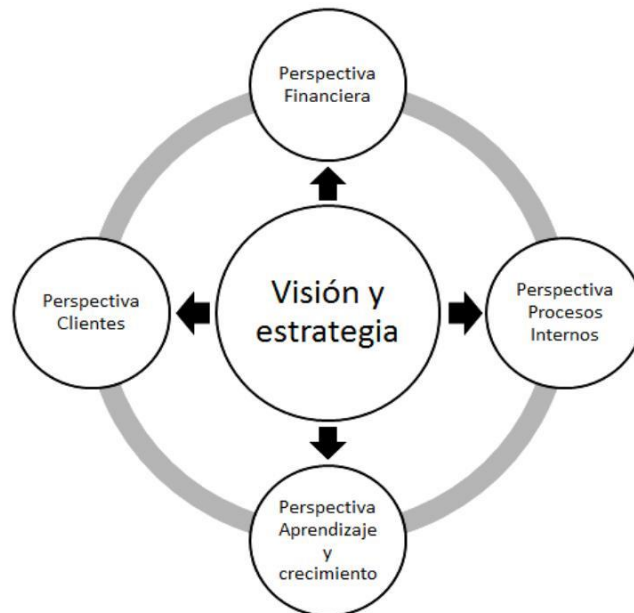 Perspectiva
Financiera
Perspectiva
Clientes
Visión y
estrategia
Perspectiva
Procesos
Internos
Perspectiva
Aprendizaje
y
crecimiento